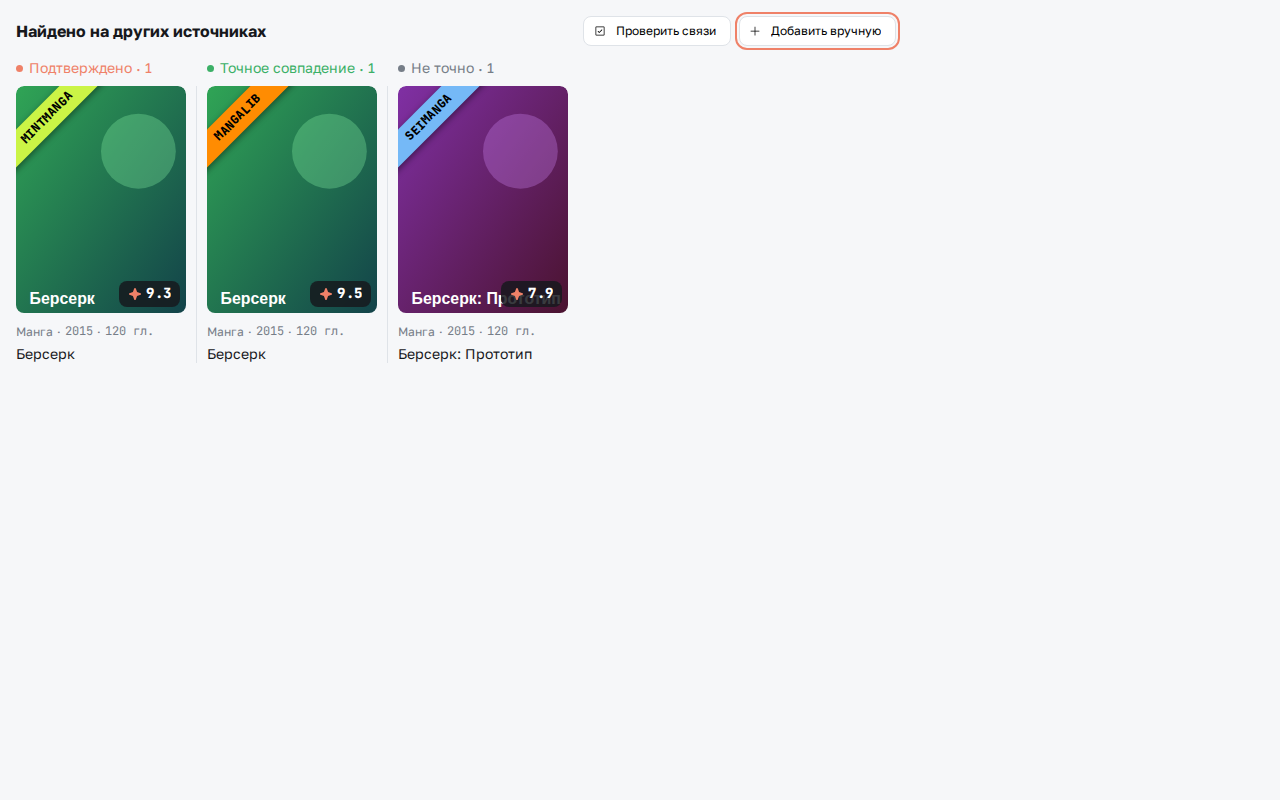 Найдено на других источниках
Проверить связи
Добавить вручную
Подтверждено · 1
Точное совпадение · 1
Не точно · 1
MINTMANGA
Берсерк
9.3
Манга · 2015 · 120 гл.
Берсерк
MANGALIB
Берсерк
9.5
Манга · 2015 · 120 гл.
Берсерк
SEIMANGA
Берсерк: Прототип
7.9
Манга · 2015 · 120 гл.
Берсерк: Прототип